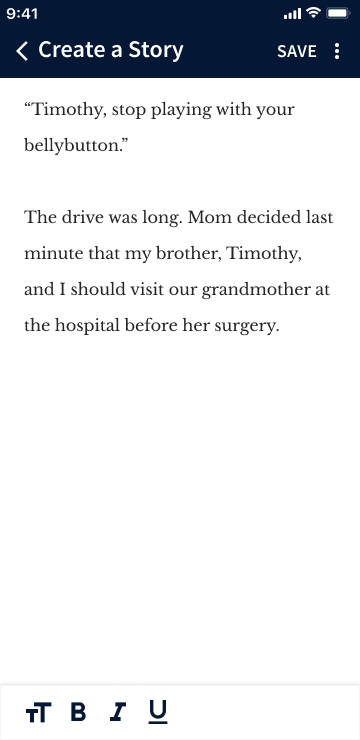 9:41
Create a Story SAVE
“Timothy, stop playing with your
bellybutton.”
The drive was long. Mom decided last
minute that my brother, Timothy,
and I should visit our grandmother at
the hospital before her surgery.
TT B I U